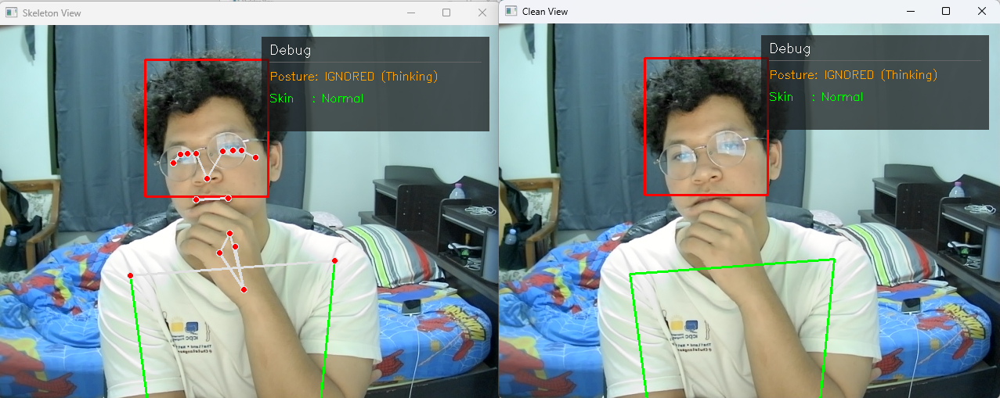 Skeleton View
Debug
Posture: IGNORED (Thinking)
Skin : Normal
Clean View
Debug
Posture: IGNORED (Thinking)
Skin : Normal